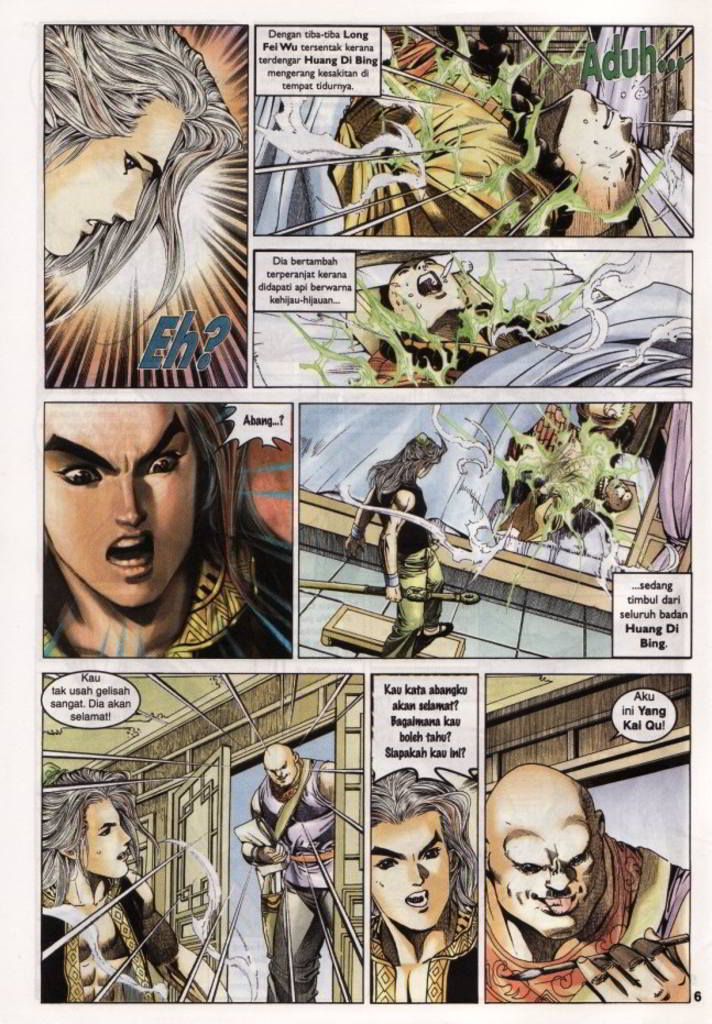 Eh?
Dengan tiba-tiba Long
Fei Wu tersentak kerana
terdengar Huang Di Bing
mengerang kesakitan di
tempat tidurnya.
Aduh...
Dia bertambah
terperanjat kerana
didapati api berwarna
kehijau-hijauan...
Abang...?
...sedang
timbul dari
seluruh badan
Huang Di
Bing.
Kau
tak usah gelisah
sangat. Dia akan
selamat!
Kau kata abangku
akan selamat?
Bagaimana kau
boleh tahu?
Siapakah kau ini?
Aku
ini Yang
Kai Qu!
6